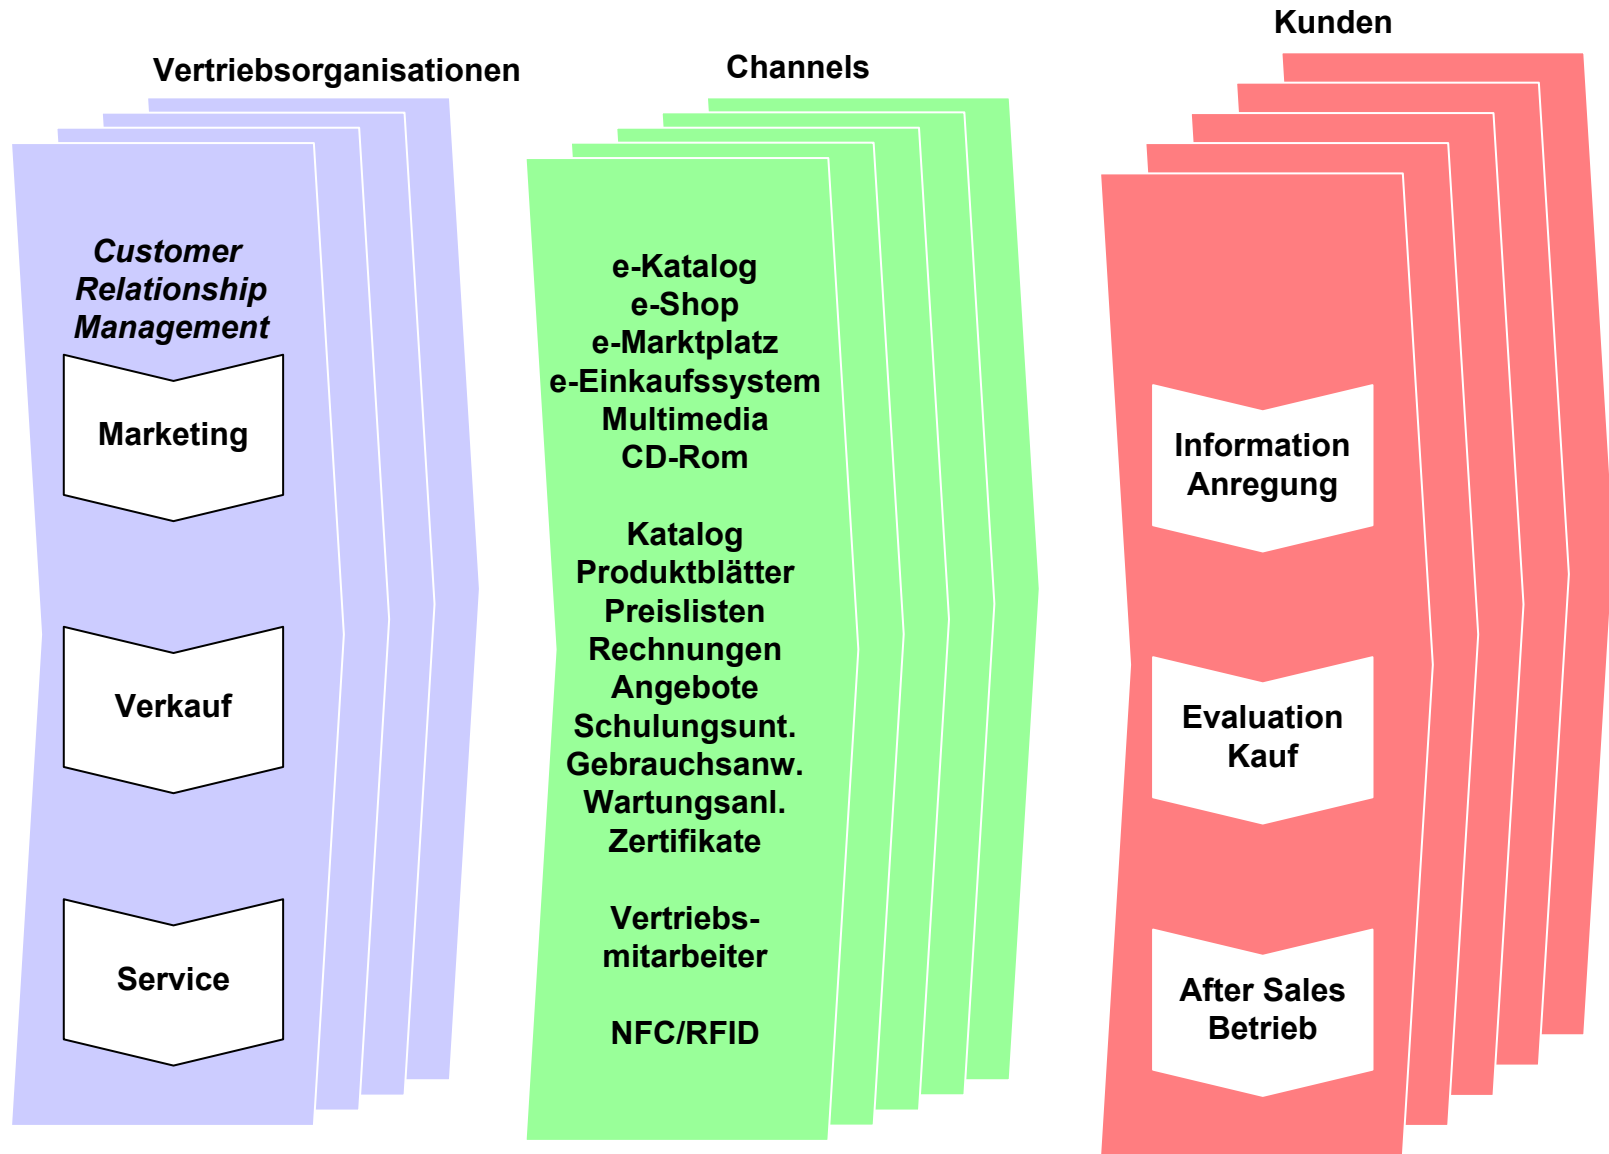 Vertriebsorganisationen
Customer
Relationship
Management
Marketing
Verkauf
Service
Channels
e-Katalog
e-Shop
e-Marktplatz
e-Einkaufssystem
Multimedia
CD-Rom
Katalog
Produktblätter
Preislisten
Rechnungen
Angebote
Schulungsunt.
Gebrauchsanw.
Wartungsanl.
Zertifikate
Vertriebs-
mitarbeiter
NFC/RFID
Kunden
Information
Anregung
Evaluation
Kauf
After Sales
Betrieb